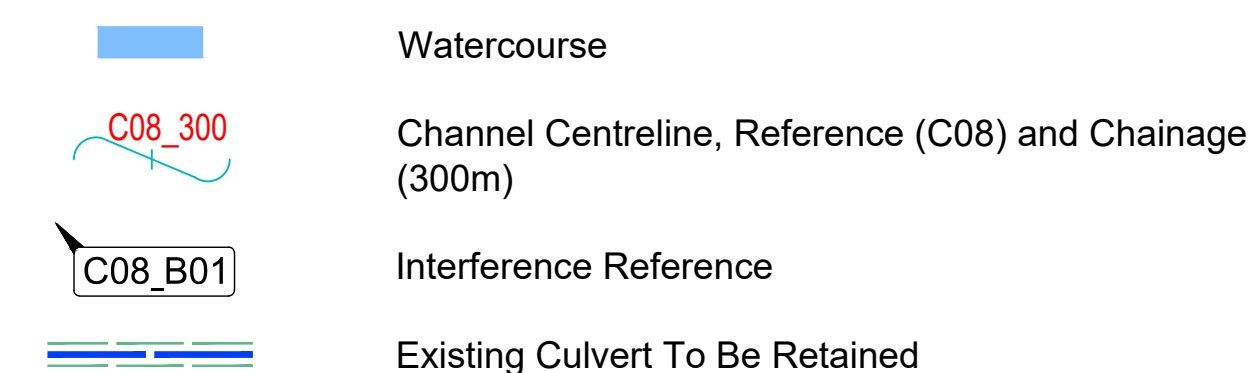 Watercourse
C08_300
Channel Centreline, Reference (C08) and Chainage
(300m)
C08_B01
Interference Reference
Existing Culvert To Be Retained